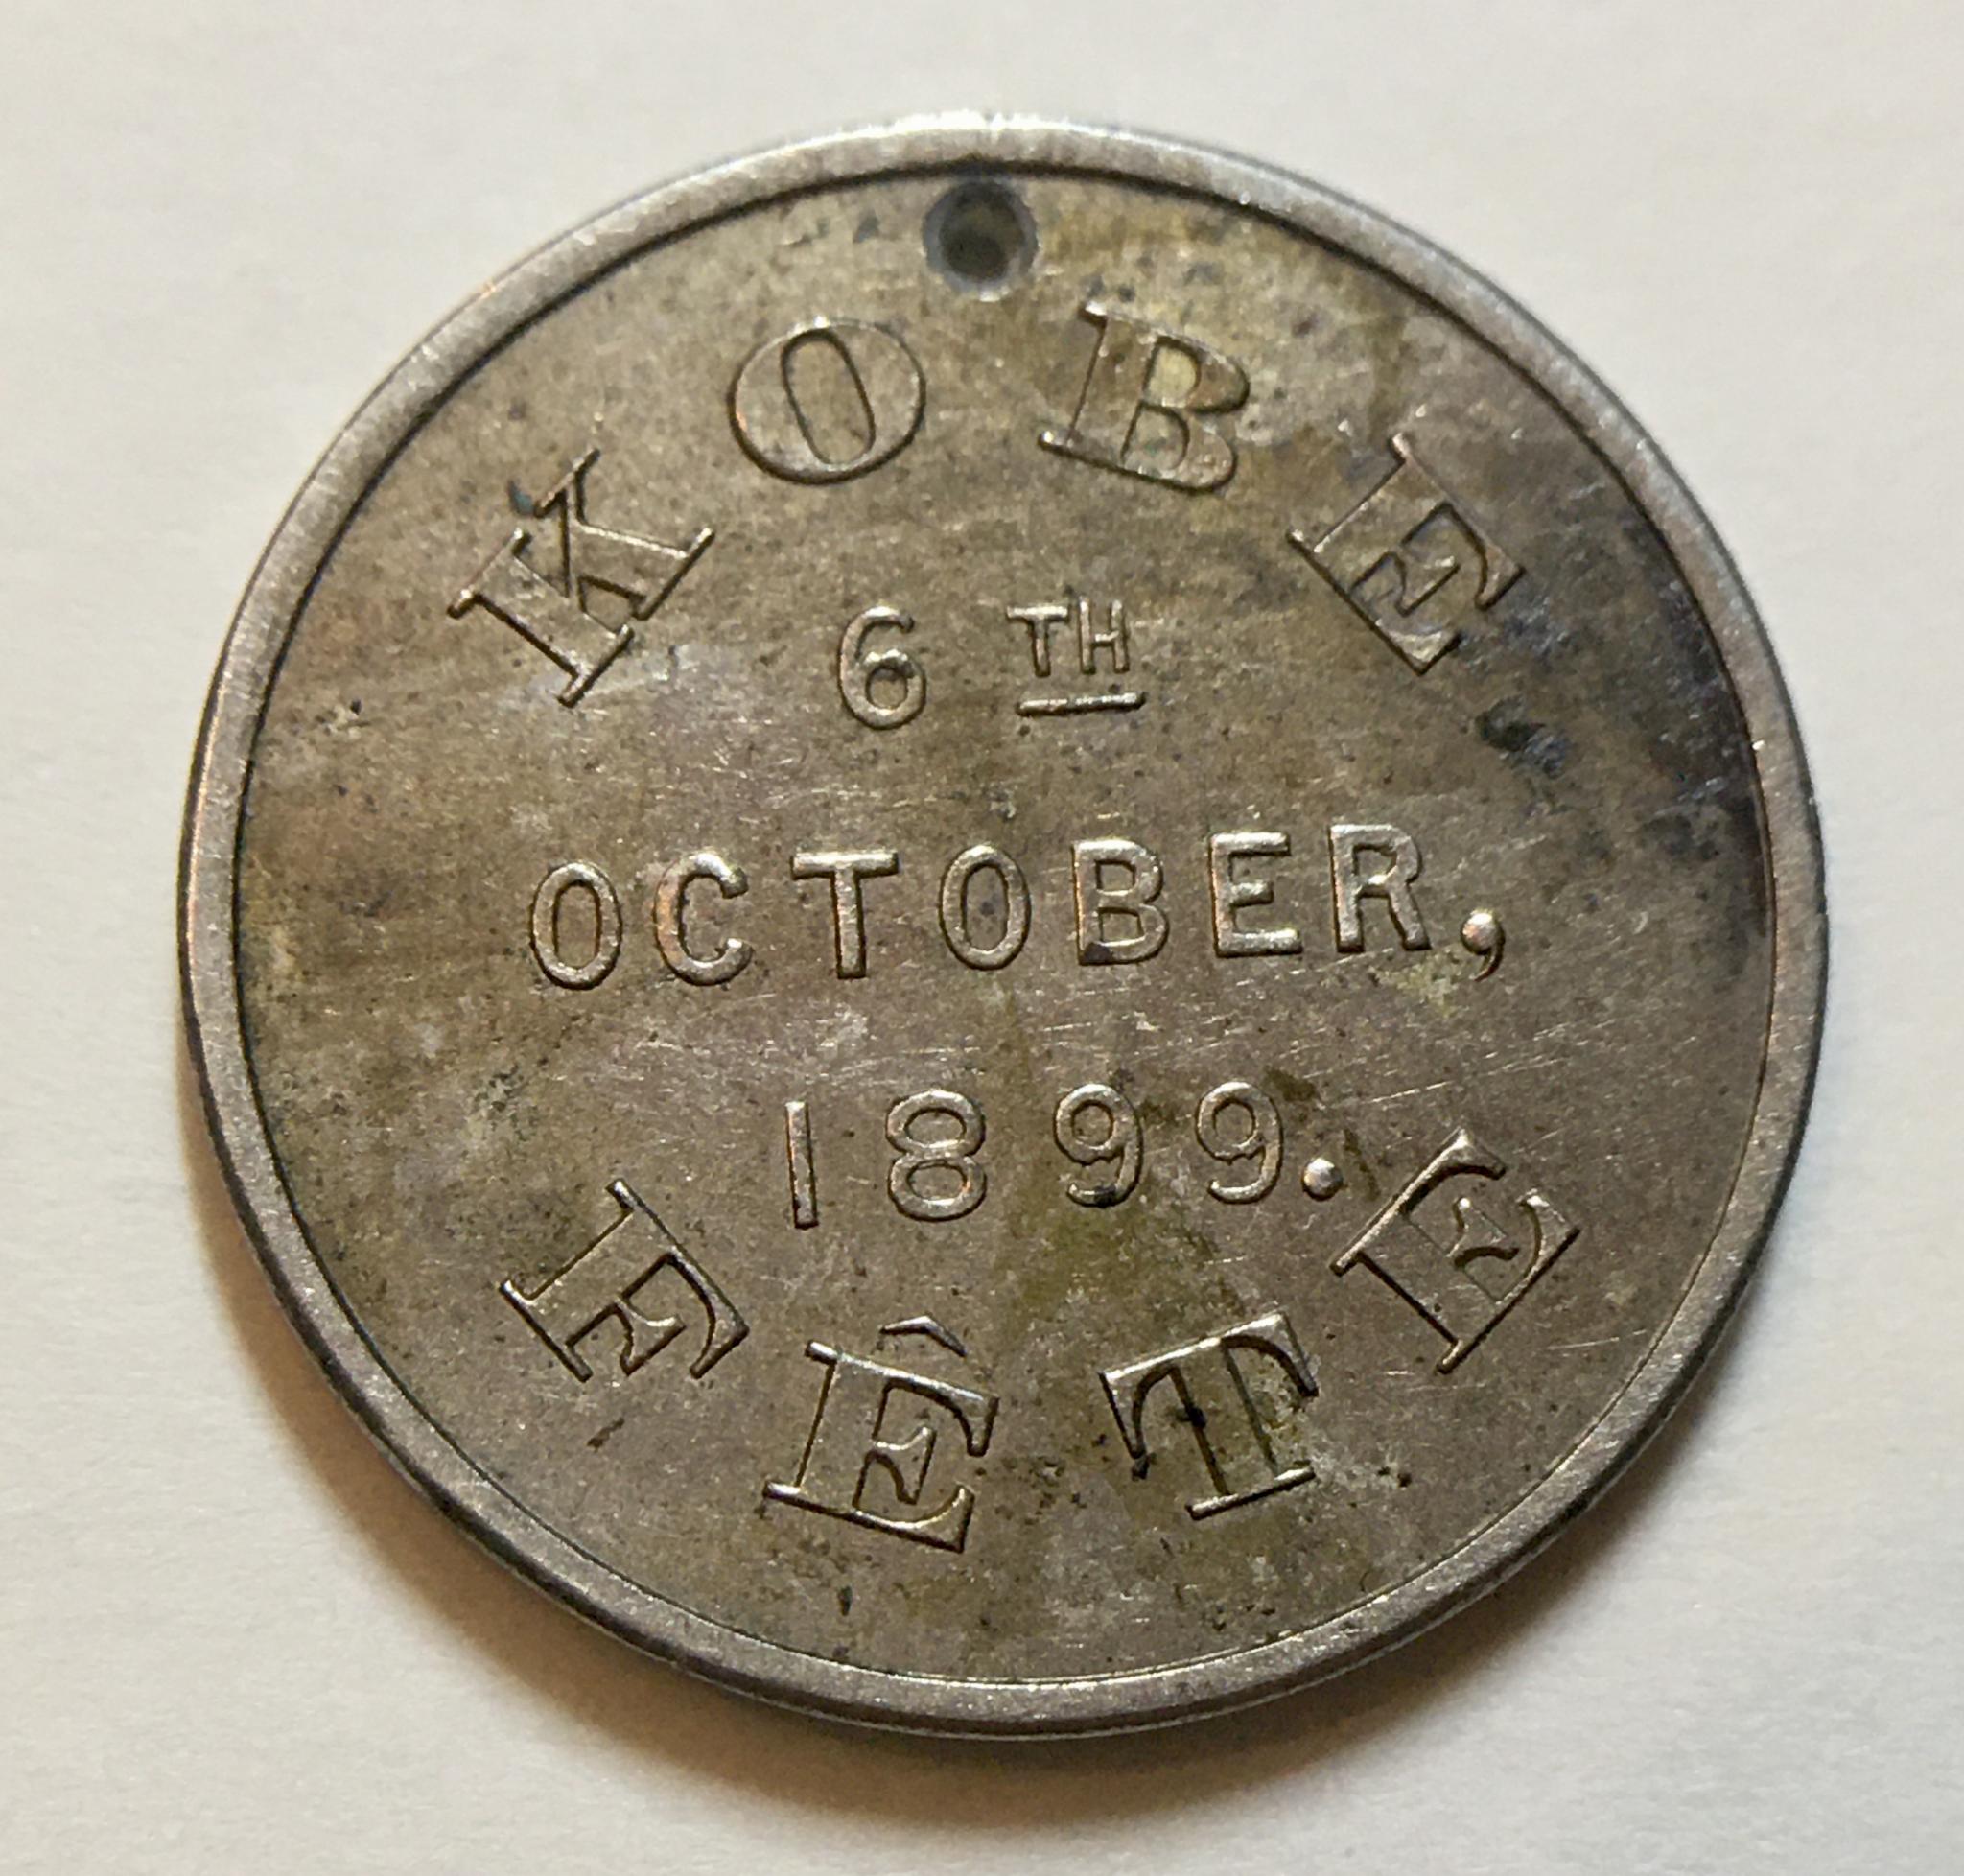 KOBE
6TH
OCTOBER,
1899.
FÊTE